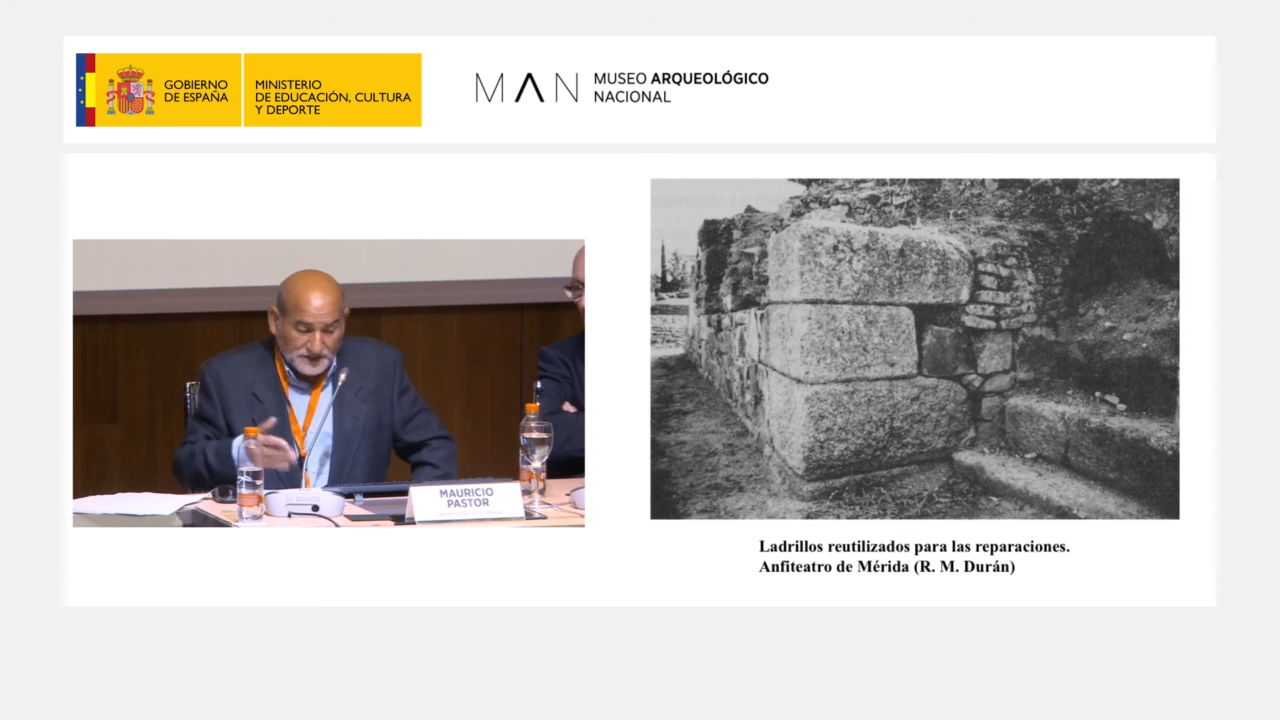 GOBIERNO
DE ESPAÑA
MINISTERIO
DE EDUCACIÓN, CULTURA
Y DEPORTE
MAN
MUSEO ARQUEOLÓGICO
NACIONAL
BOSCH
MAURICIO
PASTOR
Ladrillos reutilizados para las reparaciones.
Anfiteatro de Mérida (R. M. Durán)